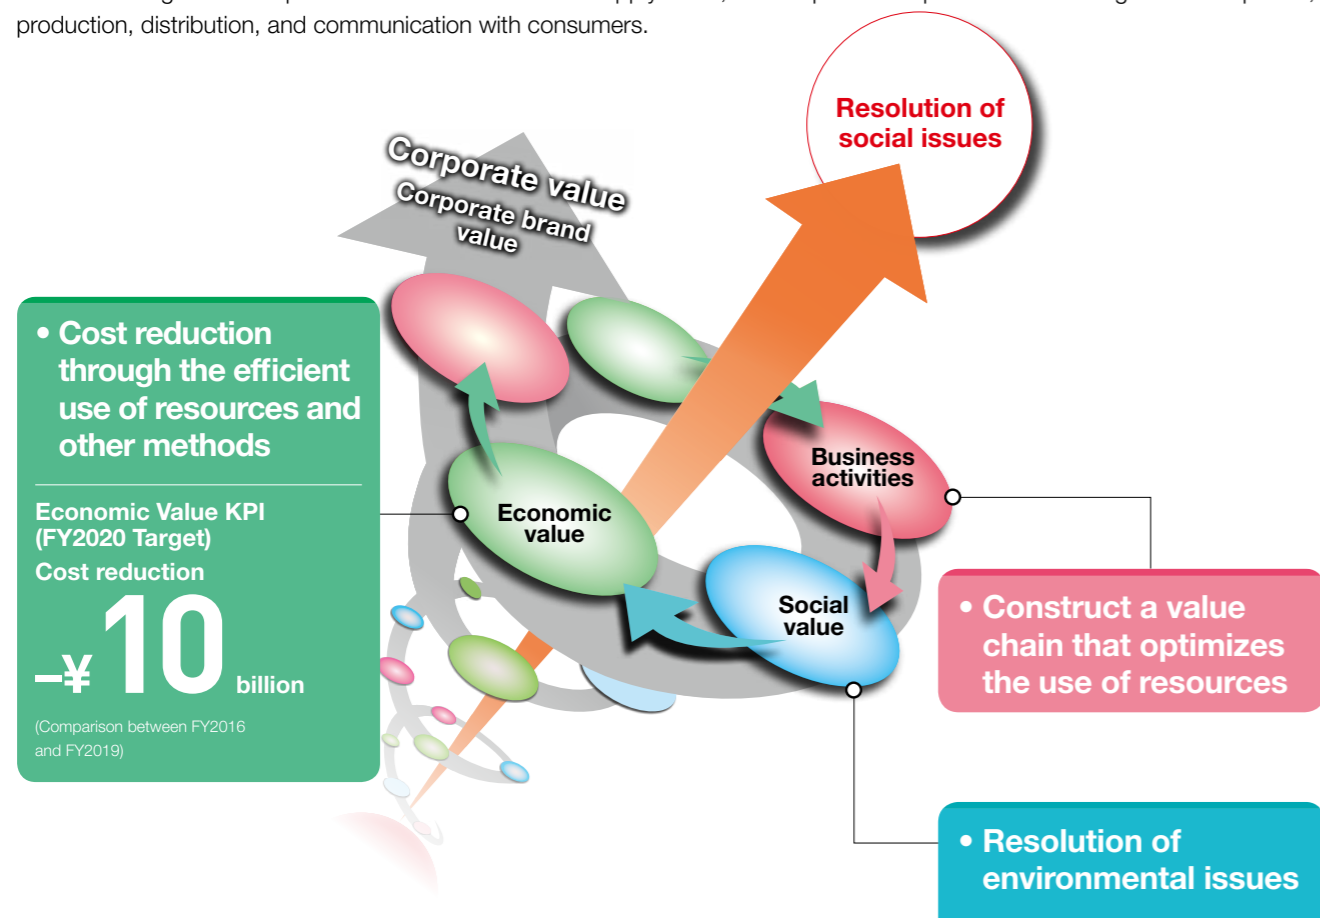 production, distribution, and communication with consumers.
Resolution of
social issues
Corporate value
Corporate brand
value
• Cost reduction
through the efficient
use of resources and
other methods
Economic Value KPI
(FY2020 Target)
Cost reduction
–¥10 billion
(Comparison between FY2016
and FY2019)
Economic
value
Business
activities
Social
value
• Construct a value
chain that optimizes
the use of resources
• Resolution of
environmental issues